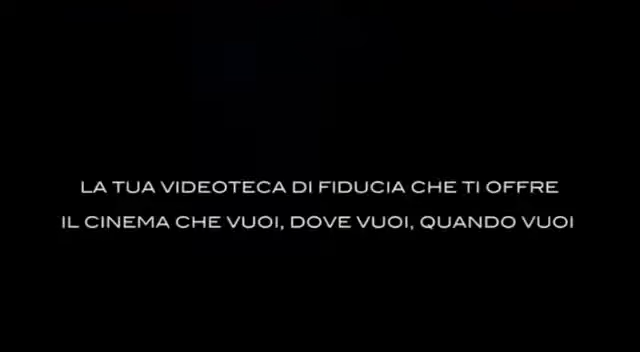 LA TUA VIDEOTECA DI FIDUCIA CHE TI OFFRE
IL CINEMA CHE VUOI, DOVE VUOI, QUANDO VUOI